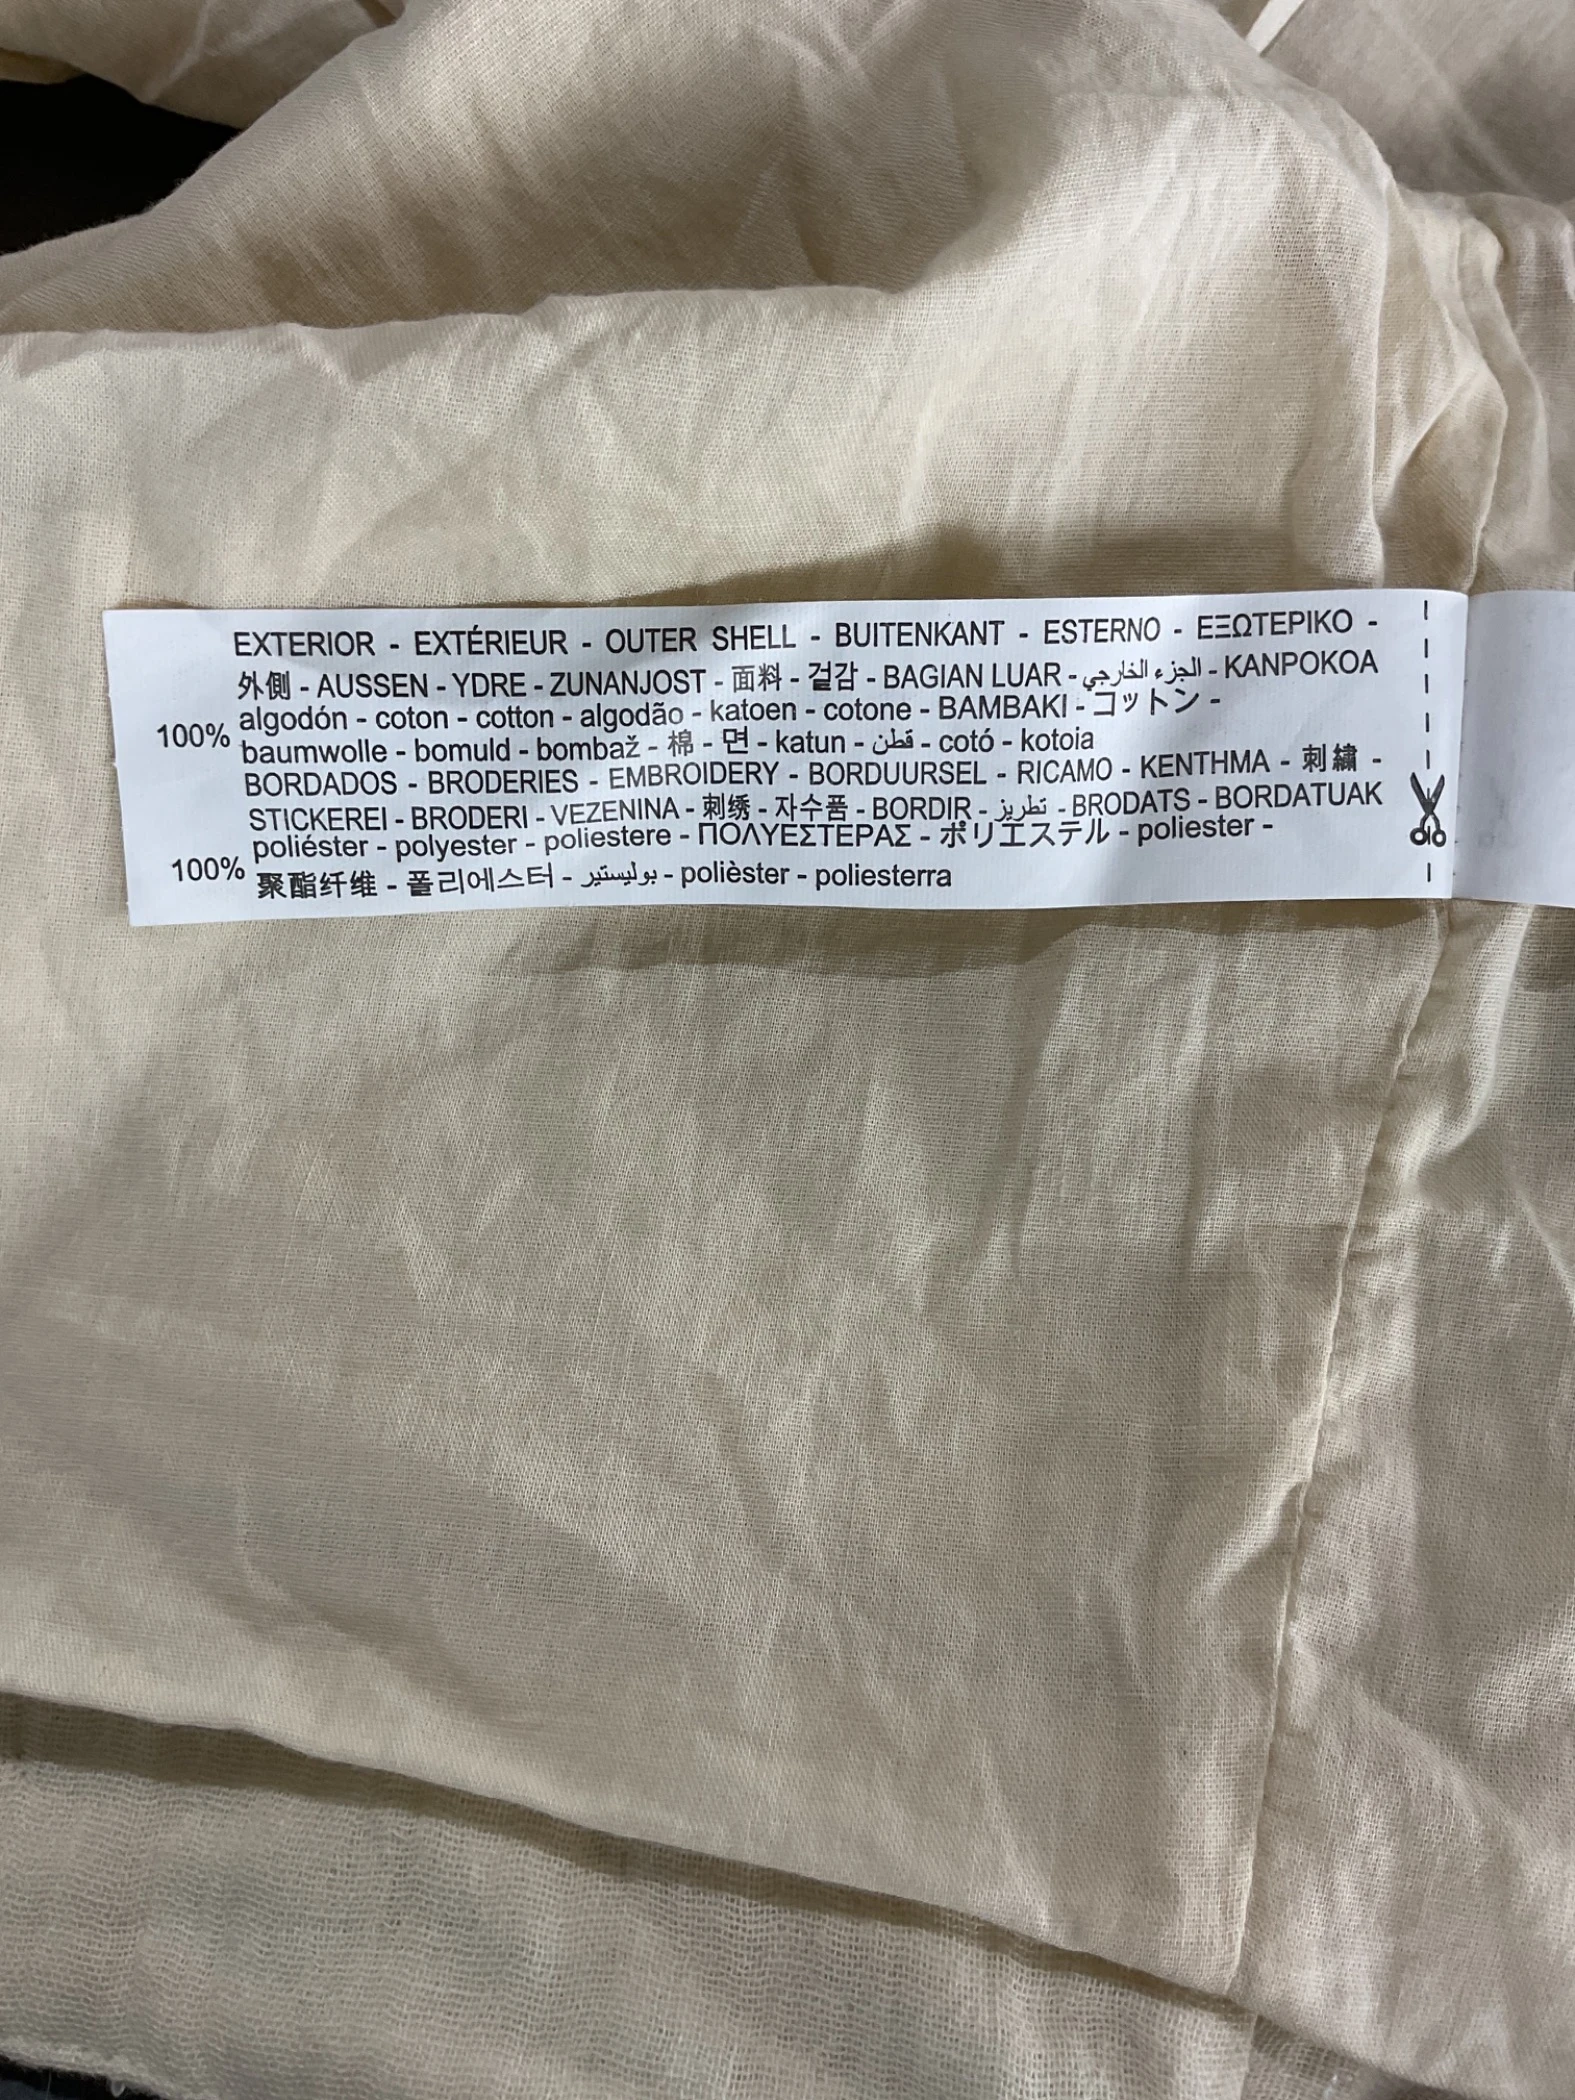 EXTERIOR - EXTÉRIEUR - OUTER SHELL - BUITENKANT - ESTERNO - ΕΞΩΤΕΡΙΚΟ -
外側 - AUSSEN - YDRE - ZUNANJOST - 面料 - 겉감 - BAGIAN LUAR - الجزء الخارجي - KANPOKOA
100% algodón - coton - cotton - algodão - katoen - cotone - BAMBAKI - コットン -
baumwolle - bomuld - bombaž - 棉 - 면 - katun - قطن - cotó - kotoia
BORDADOS - BRODERIES - EMBROIDERY - BORDUURSEL - RICAMO - KENTHMA - 刺繍 -
STICKEREI - BRODERI - VEZENINA - 刺绣 - 자수품 - BORDIR - تطريز - BRODATS - BORDATUAK
100% poliéster - polyester - poliestere - ΠΟΛΥΕΣΤΕΡΑΣ - ポリエステル - poliester -
聚酯纤维 - 폴리에스터 - بوليستير - polièster - poliesterra